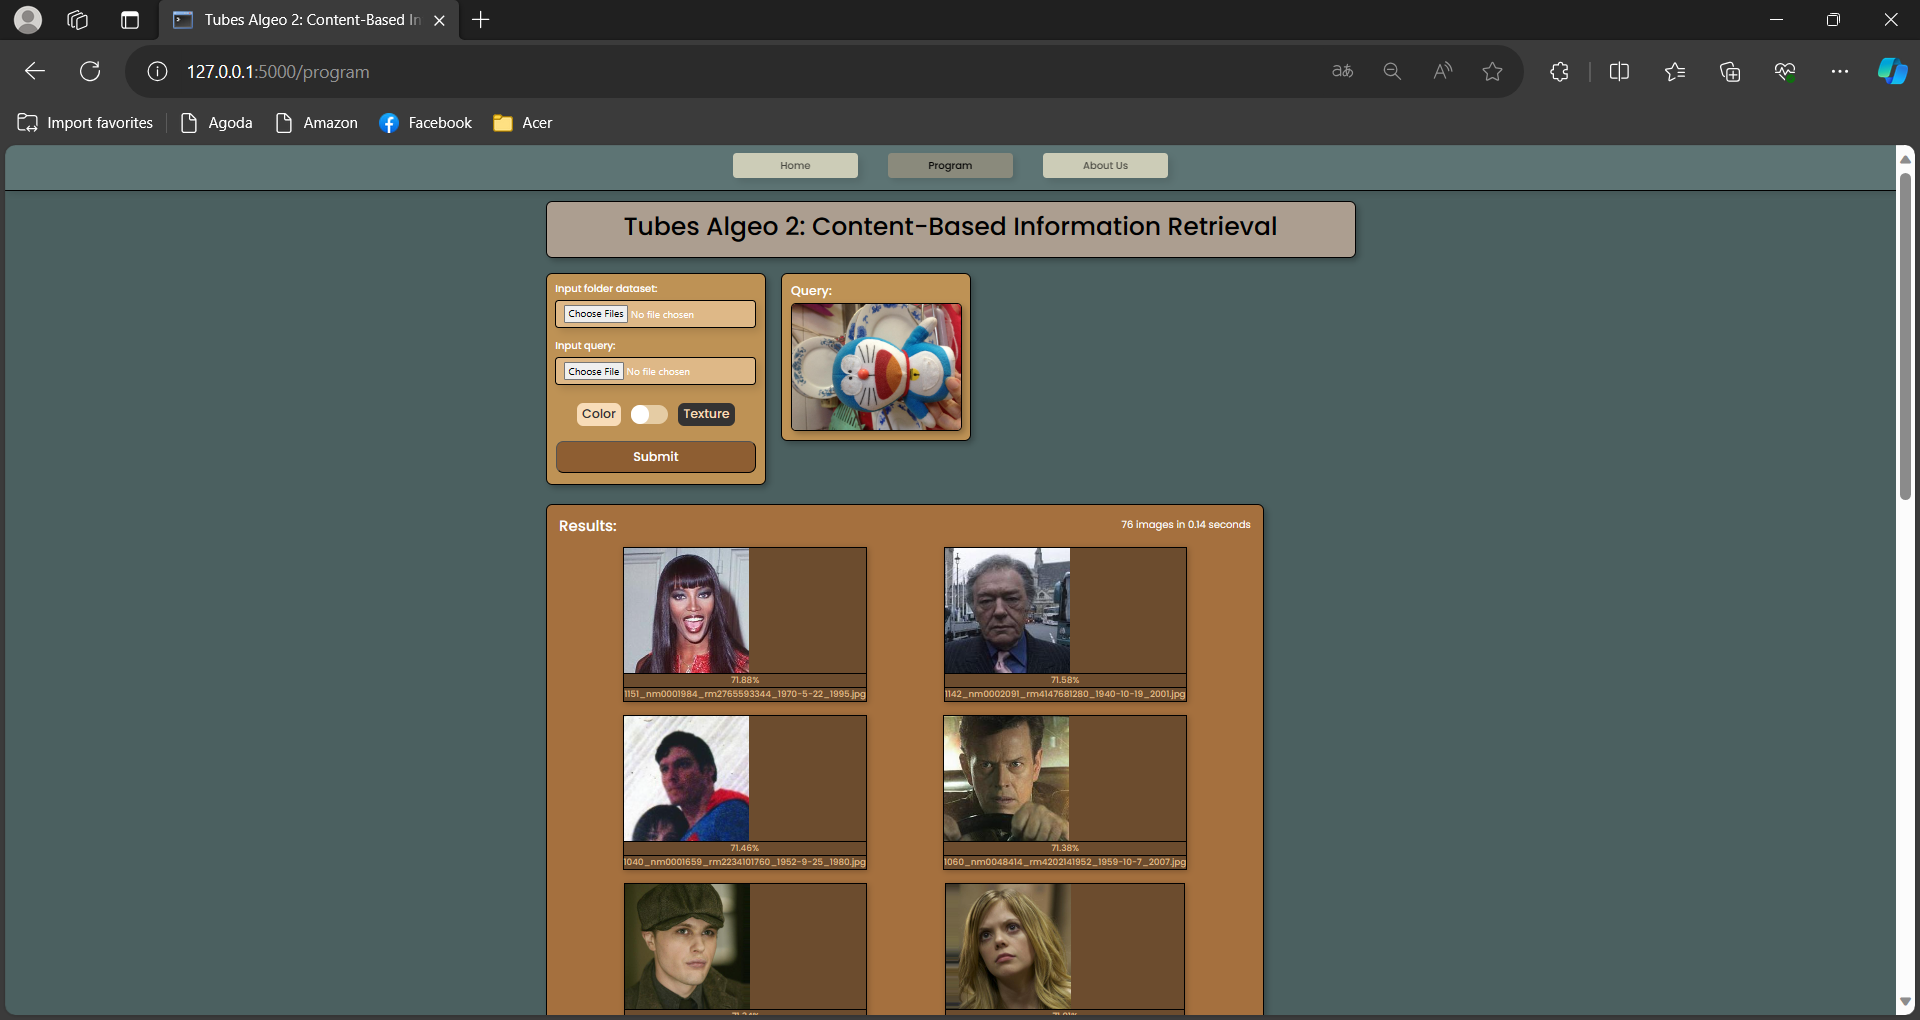 Tubes Algeo 2: Content-Based In
127.0.0.1:5000/program
Import favorites
Agoda
Amazon
Facebook
Acer
Home
Program
About Us
Tubes Algeo 2: Content-Based Information Retrieval
Input folder dataset:
Choose Files No file chosen
Input query:
Choose File No file chosen
Color
Texture
Submit
Query:
Results:
76 images in 0.14 seconds
71.88%
1151_nm0001984_rm2765593344_1970-5-22_1995.jpg
71.58%
1142_nm0002091_rm4147681280_1940-10-19_2001.jpg
71.46%
1040_nm0001659_rm2234101760_1952-9-25_1980.jpg
71.38%
1060_nm0048414_rm4202141952_1959-10-7_2007.jpg